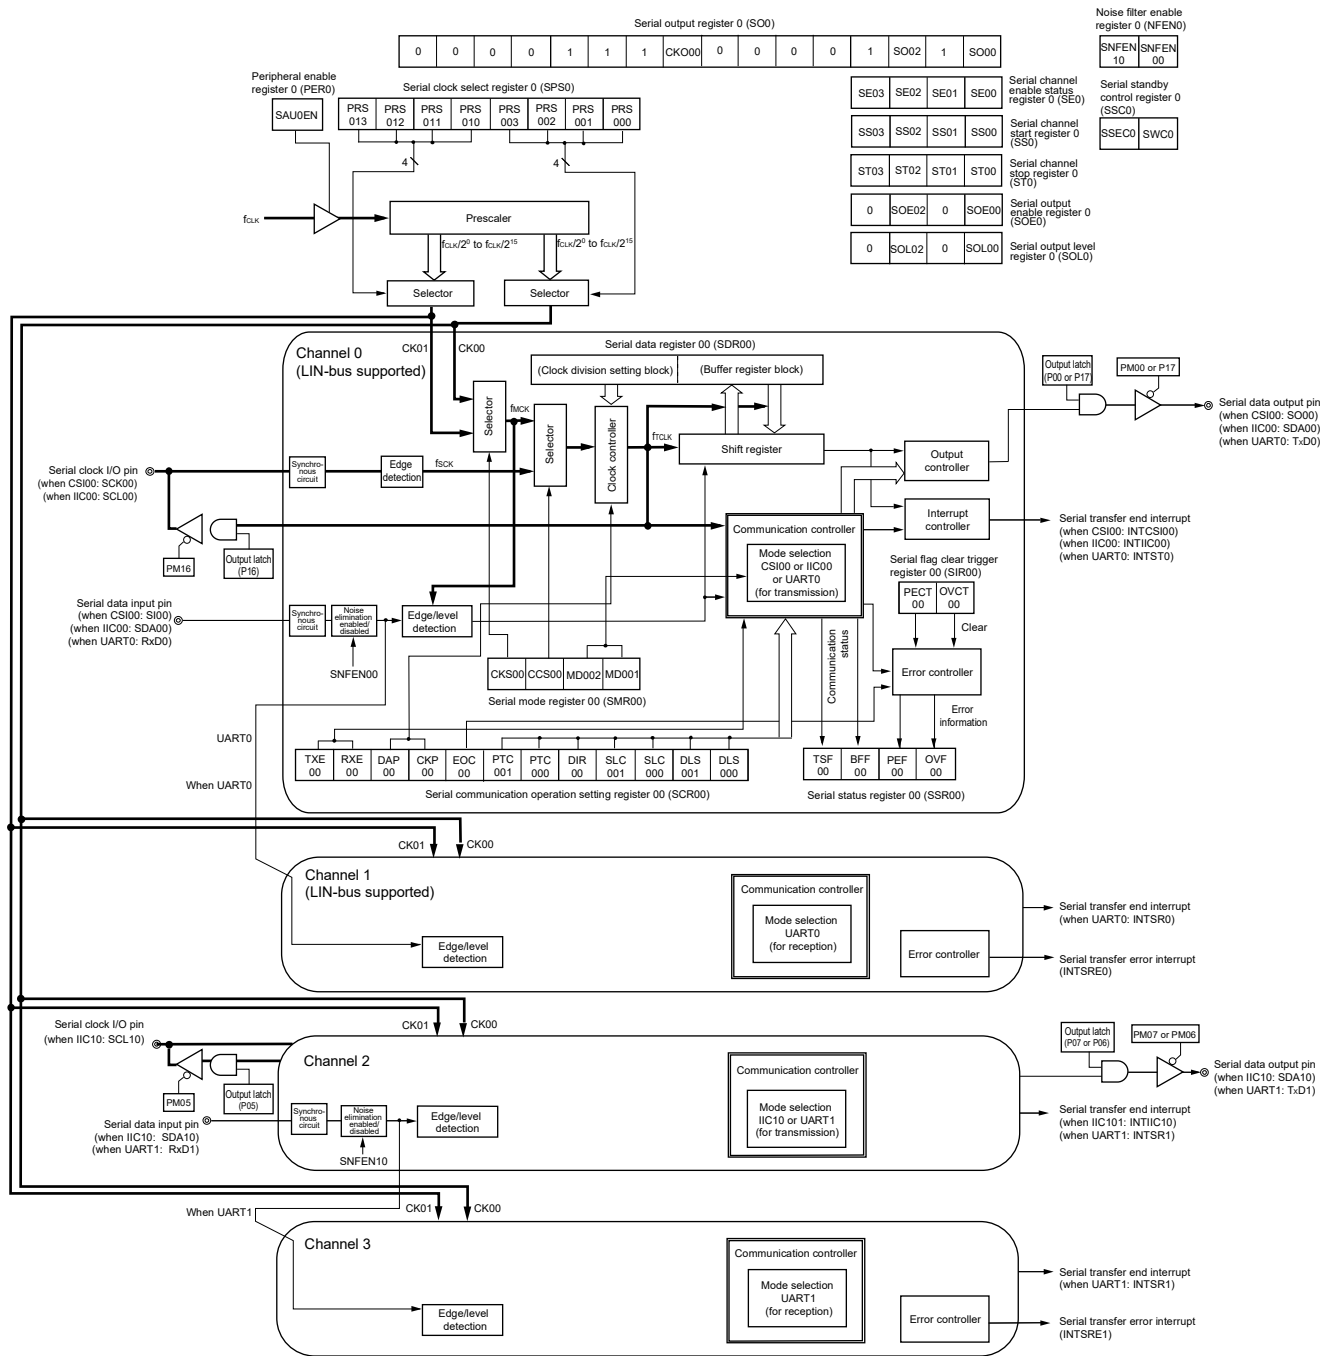 Serial output register 0 (SO0)
0 0 0 0 1 1 1 CKO00 0 0 0 0 1 SO02 1 SO00
Noise filter enable
register 0 (NFEN0)
SNFEN
10
SNFEN
00
Peripheral enable
register 0 (PER0)
SAU0EN
Serial clock select register 0 (SPS0)
PRS
013
PRS
012
PRS
011
PRS
010
PRS
003
PRS
002
PRS
001
PRS
000
4
4
SE03 SE02 SE01 SE00
Serial channel
enable status
register 0 (SE0)
SS03 SS02 SS01 SS00
Serial channel
start register 0
(SS0)
ST03 ST02 ST01 ST00
Serial channel
stop register 0
(ST0)
0 SOE02 0 SOE00
Serial output
enable register 0
(SOE0)
0 SOL02 0 SOL00
Serial output level
register 0 (SOL0)
Serial standby
control register 0
(SSC0)
SSEC0 SWC0
fCLK
Prescaler
fCLK/2⁰ to fCLK/2¹⁵
fCLK/2⁰ to fCLK/2¹⁵
Selector
Selector
Channel 0
(LIN-bus supported)
CK01
CK00
Serial data register 00 (SDR00)
(Clock division setting block)
(Buffer register block)
Selector
fMCK
Selector
Clock controller
fTCLK
Shift register
Output
controller
Interrupt
controller
Output latch
(P00 or P17)
PM00 or P17
Serial data output pin
(when CSI00: SO00)
(when IIC00: SDA00)
(when UART0: TxD0)
Serial clock I/O pin
(when CSI00: SCK00)
(when IIC00: SCL00)
Synchro-
nous
circuit
Edge
detection
fSCK
PM16
Output latch
(P16)
Communication controller
Mode selection
CSI00 or IIC00
or UART0
(for transmission)
Serial transfer end interrupt
(when CSI00: INTCSI00)
(when IIC00: INTIIC00)
(when UART0: INTST0)
Serial flag clear trigger
register 00 (SIR00)
PECT
00
OVCT
00
Clear
Serial data input pin
(when CSI00: SI00)
(when IIC00: SDA00)
(when UART0: RxD0)
Synchro-
nous
circuit
Noise
elimination
enabled/
disabled
Edge/level
detection
SNFEN00
CKS00 CCS00 MD002 MD001
Serial mode register 00 (SMR00)
Communication
status
Error controller
Error
information
UART0
When UART0
TXE
00
RXE
00
DAP
00
CKP
00
EOC
00
PTC
001
PTC
000
DIR
00
SLC
001
SLC
000
DLS
001
DLS
000
Serial communication operation setting register 00 (SCR00)
TSF
00
BFF
00
PEF
00
OVF
00
Serial status register 00 (SSR00)
CK01
CK00
Channel 1
(LIN-bus supported)
Edge/level
detection
Communication controller
Mode selection
UART0
(for reception)
Error controller
Serial transfer end interrupt
(when UART0: INTSR0)
Serial transfer error interrupt
(INTSRE0)
CK01
CK00
Serial clock I/O pin
(when IIC10: SCL10)
PM05
Output latch
(P05)
Channel 2
Serial data input pin
(when IIC10: SDA10)
(when UART1: RxD1)
Synchro-
nous
circuit
Noise
elimination
enabled/
disabled
Edge/level
detection
SNFEN10
Communication controller
Mode selection
IIC10 or UART1
(for transmission)
Output latch
(P07 or P06)
PM07 or PM06
Serial data output pin
(when IIC10: SDA10)
(when UART1: TxD1)
Serial transfer end interrupt
(when IIC101: INTIIC10)
(when UART1: INTSR1)
When UART1
CK01
CK00
Channel 3
Edge/level
detection
Communication controller
Mode selection
UART1
(for reception)
Error controller
Serial transfer end interrupt
(when UART1: INTSR1)
Serial transfer error interrupt
(INTSRE1)